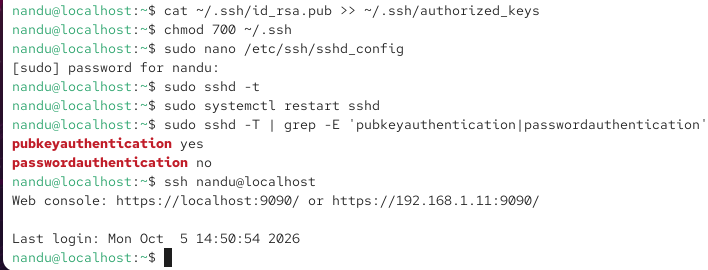 nandu@localhost:~$ cat ~/.ssh/id_rsa.pub >> ~/.ssh/authorized_keys
nandu@localhost:~$ chmod 700 ~/.ssh
nandu@localhost:~$ sudo nano /etc/ssh/sshd_config
[sudo] password for nandu:
nandu@localhost:~$ sudo sshd -t
nandu@localhost:~$ sudo systemctl restart sshd
nandu@localhost:~$ sudo sshd -T | grep -E 'pubkeyauthentication|passwordauthentication'
pubkeyauthentication yes
passwordauthentication no
nandu@localhost:~$ ssh nandu@localhost
Web console: https://localhost:9090/ or https://192.168.1.11:9090/

Last login: Mon Oct  5 14:50:54 2026
nandu@localhost:~$